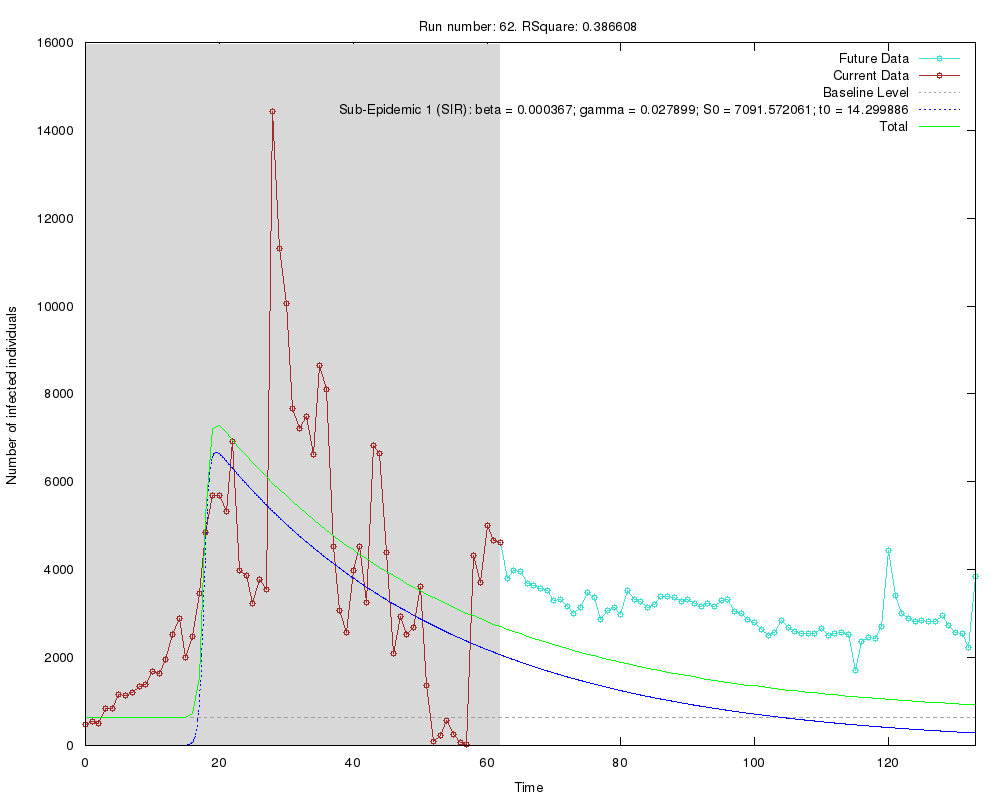 Run number: 62. RSquare: 0.386608
Future Data
Current Data
Baseline Level
Sub-Epidemic 1 (SIR): beta = 0.000367; gamma = 0.027899; S0 = 7091.572061; t0 = 14.299886
Total
16000
14000
12000
10000
8000
6000
4000
2000
0
Number of infected individuals
0 20 40 60 80 100 120
Time